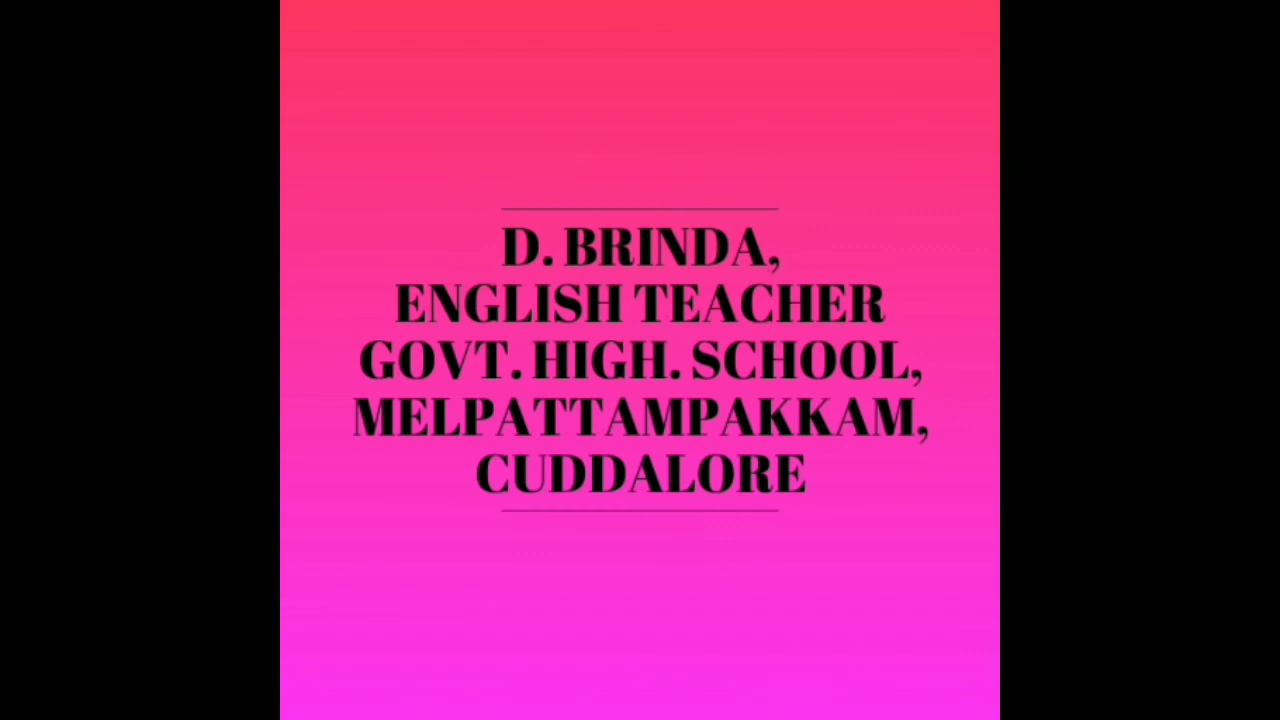 D. BRINDA,
ENGLISH TEACHER
GOVT. HIGH. SCHOOL,
MELPATTAMPAKKAM,
CUDDALORE